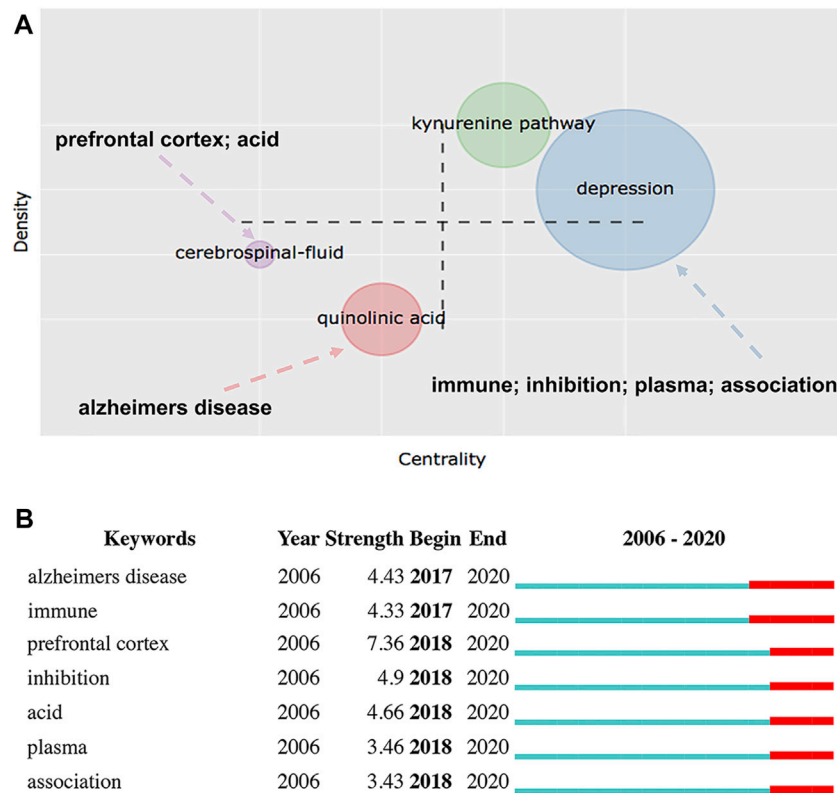 A
kynurenine pathway
prefrontal cortex; acid
depression
Density
cerebrospinal-fluid
quinolinic acid
immune; inhibition; plasma; association
alzheimers disease
Centrality
B
Keywords Year Strength Begin End 2006 - 2020
alzheimers disease 2006 4.43 2017 2020
immune 2006 4.33 2017 2020
prefrontal cortex 2006 7.36 2018 2020
inhibition 2006 4.9 2018 2020
acid 2006 4.66 2018 2020
plasma 2006 3.46 2018 2020
association 2006 3.43 2018 2020